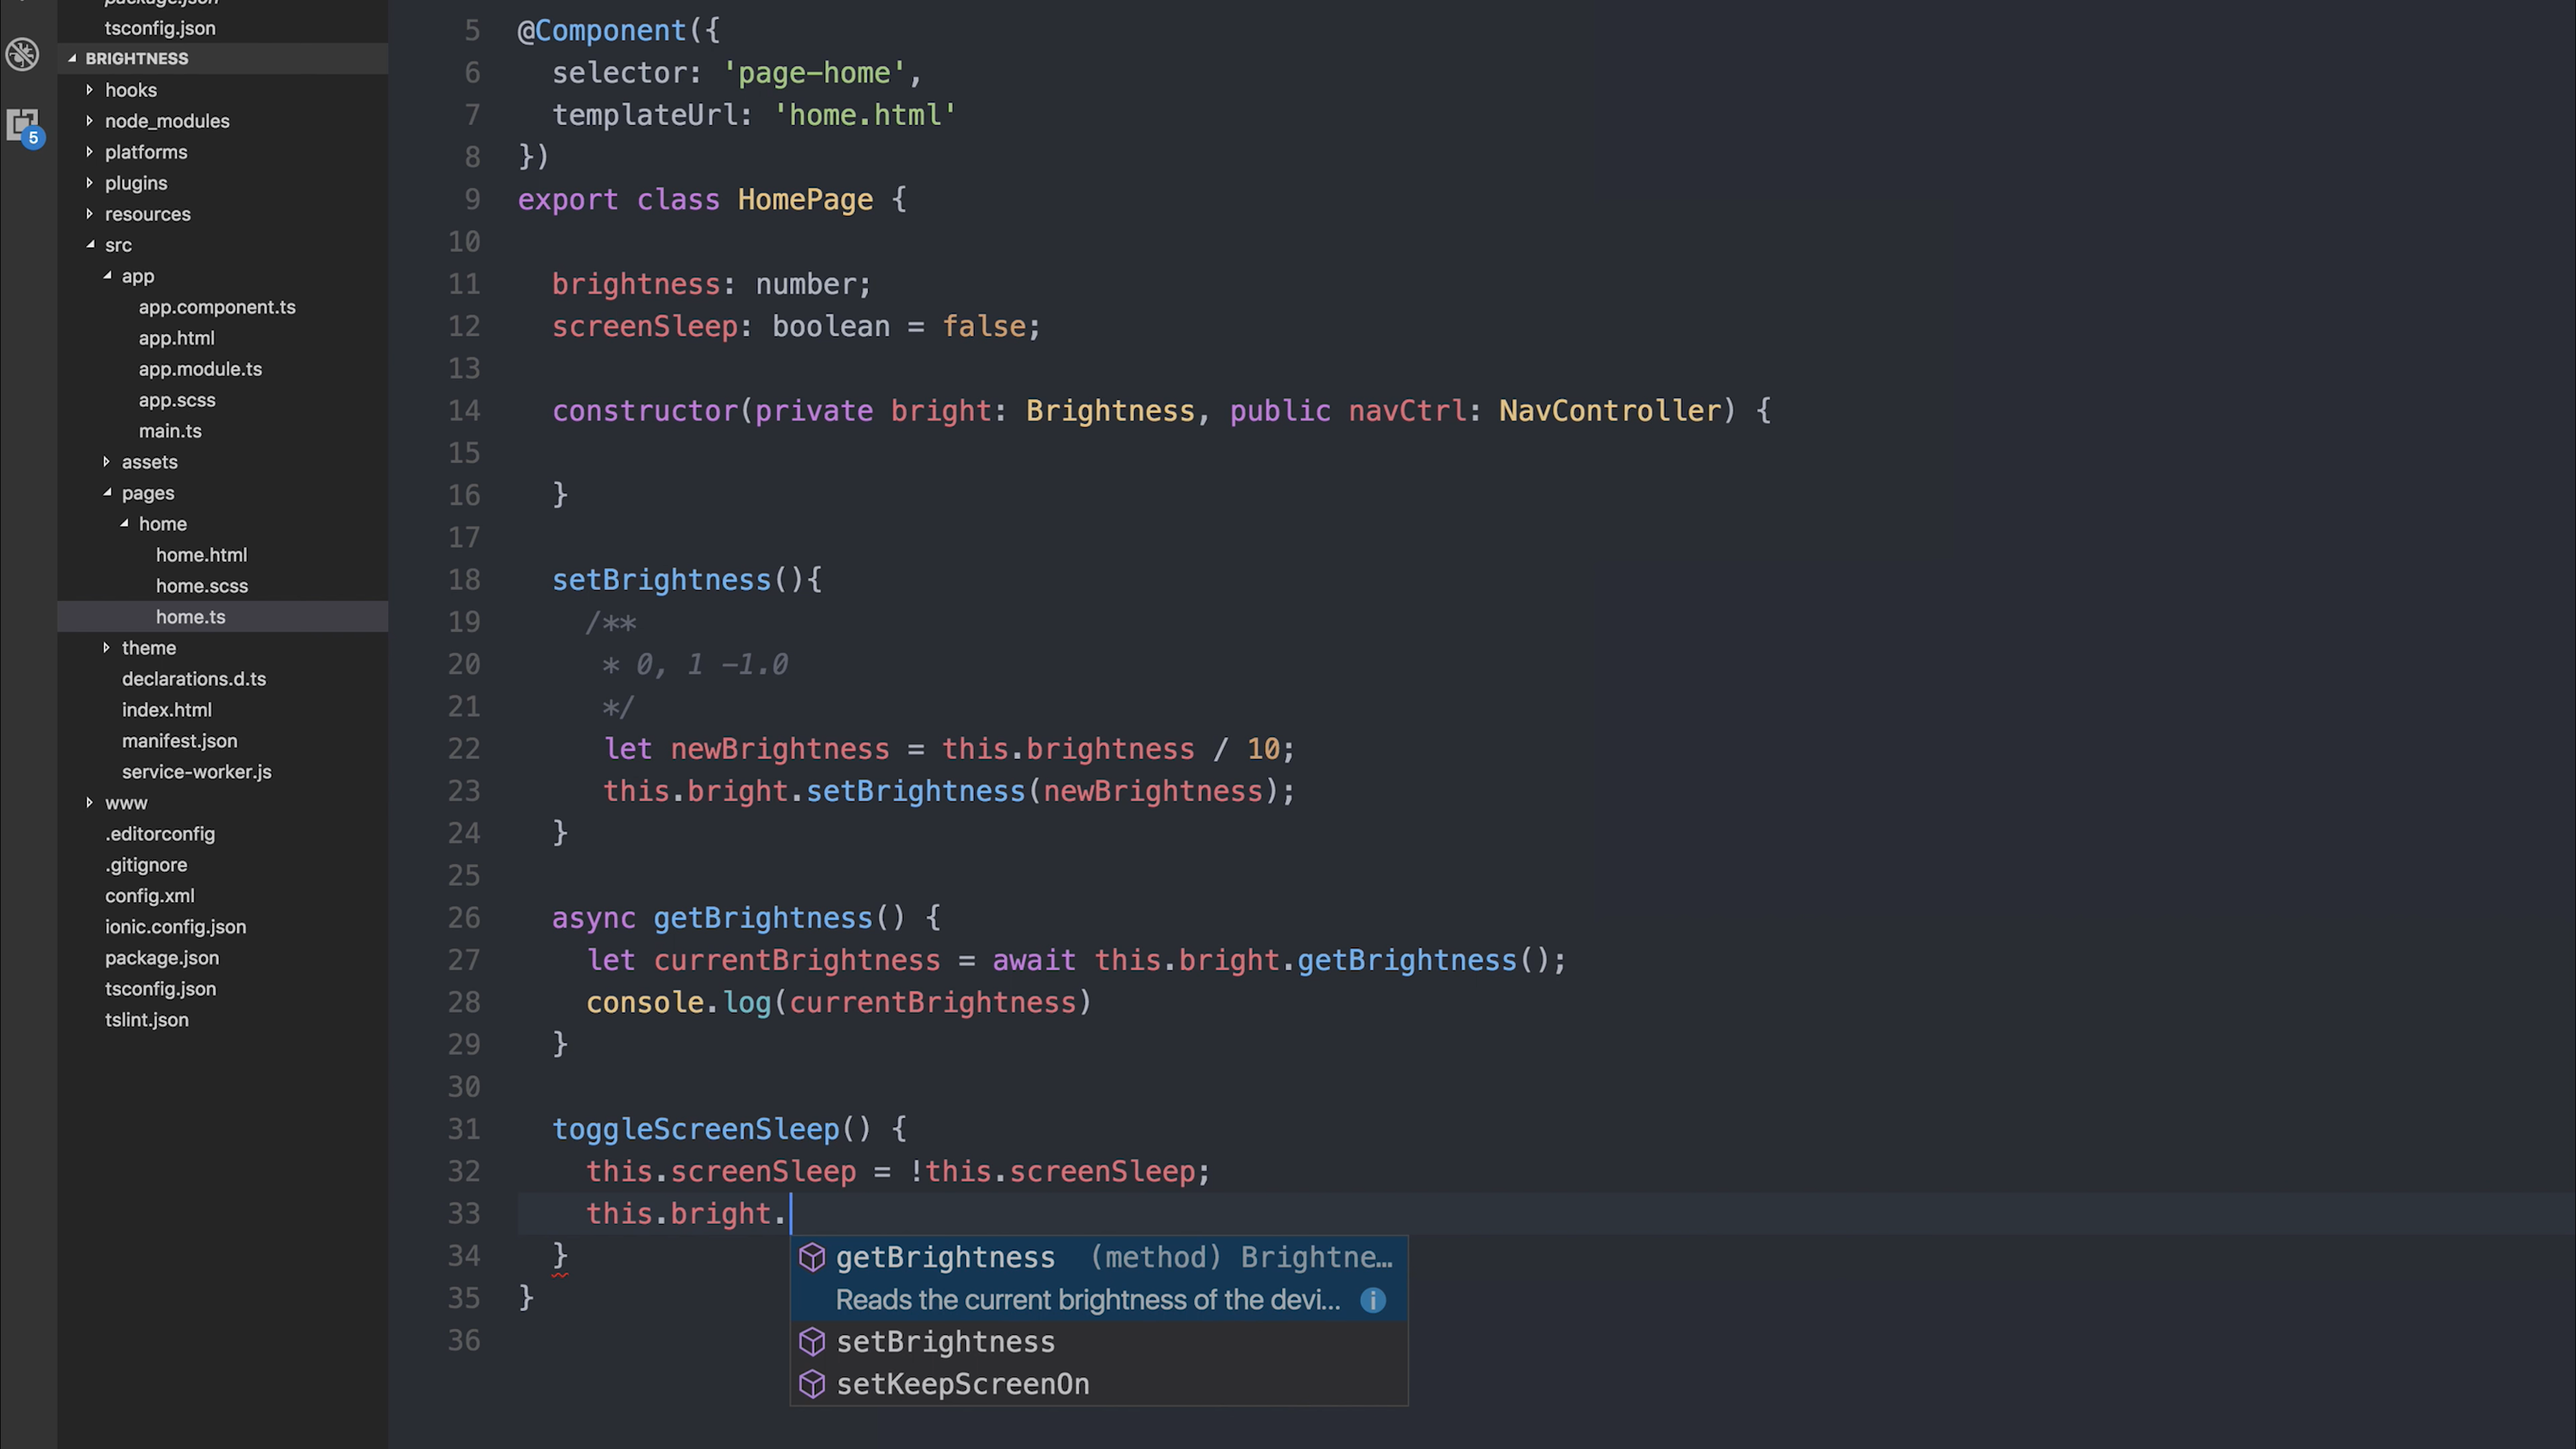 package.json
tsconfig.json
BRIGHTNESS
hooks
node_modules
platforms
plugins
resources
src
app
app.component.ts
app.html
app.module.ts
app.scss
main.ts
assets
pages
home
home.html
home.scss
home.ts
theme
declarations.d.ts
index.html
manifest.json
service-worker.js
www
.editorconfig
.gitignore
config.xml
ionic.config.json
package.json
tsconfig.json
tslint.json
5
5 @Component({
6   selector: 'page-home',
7   templateUrl: 'home.html'
8 })
9 export class HomePage {
10
11   brightness: number;
12   screenSleep: boolean = false;
13
14   constructor(private bright: Brightness, public navCtrl: NavController) {
15
16   }
17
18   setBrightness(){
19     /**
20      * 0, 1 -1.0
21      */
22      let newBrightness = this.brightness / 10;
23      this.bright.setBrightness(newBrightness);
24   }
25
26   async getBrightness() {
27     let currentBrightness = await this.bright.getBrightness();
28     console.log(currentBrightness)
29   }
30
31   toggleScreenSleep() {
32     this.screenSleep = !this.screenSleep;
33     this.bright.
34   }
35 }
36
getBrightness (method) Brightne…
Reads the current brightness of the devi...
setBrightness
setKeepScreenOn